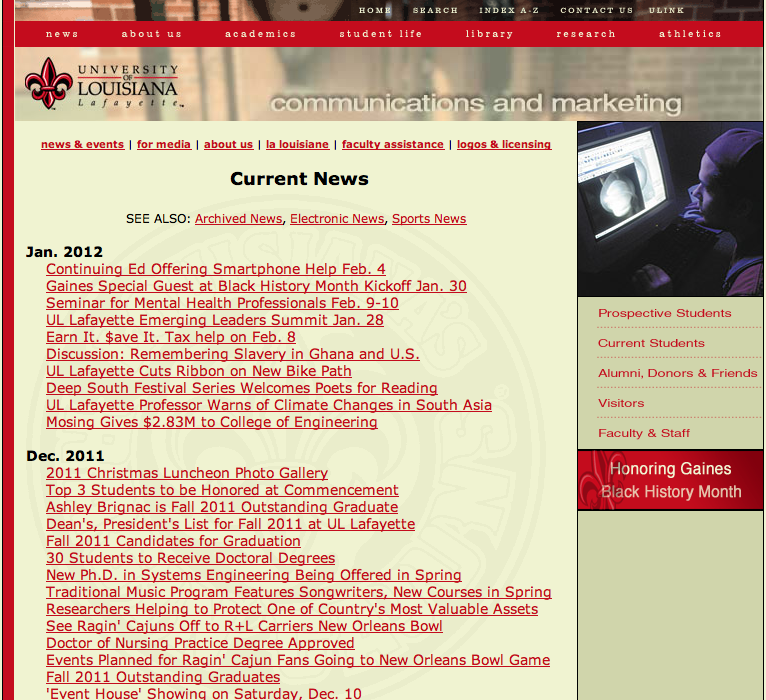 HOME SEARCH INDEX A-Z CONTACT US ULINK
news about us academics student life library research athletics
UNIVERSITY
OF
LOUISIANA
Lafayette™
communications and marketing
news & events | for media | about us | la louisiane | faculty assistance | logos & licensing
Current News
SEE ALSO: Archived News, Electronic News, Sports News
Jan. 2012
Continuing Ed Offering Smartphone Help Feb. 4
Gaines Special Guest at Black History Month Kickoff Jan. 30
Seminar for Mental Health Professionals Feb. 9-10
UL Lafayette Emerging Leaders Summit Jan. 28
Earn It. $ave It. Tax help on Feb. 8
Discussion: Remembering Slavery in Ghana and U.S.
UL Lafayette Cuts Ribbon on New Bike Path
Deep South Festival Series Welcomes Poets for Reading
UL Lafayette Professor Warns of Climate Changes in South Asia
Mosing Gives $2.83M to College of Engineering
Dec. 2011
2011 Christmas Luncheon Photo Gallery
Top 3 Students to be Honored at Commencement
Ashley Brignac is Fall 2011 Outstanding Graduate
Dean's, President's List for Fall 2011 at UL Lafayette
Fall 2011 Candidates for Graduation
30 Students to Receive Doctoral Degrees
New Ph.D. in Systems Engineering Being Offered in Spring
Traditional Music Program Features Songwriters, New Courses in Spring
Researchers Helping to Protect One of Country's Most Valuable Assets
See Ragin' Cajuns Off to R+L Carriers New Orleans Bowl
Doctor of Nursing Practice Degree Approved
Events Planned for Ragin' Cajun Fans Going to New Orleans Bowl Game
Fall 2011 Outstanding Graduates
'Event House' Showing on Saturday, Dec. 10
Prospective Students
Current Students
Alumni, Donors & Friends
Visitors
Faculty & Staff
Honoring Gaines
Black History Month